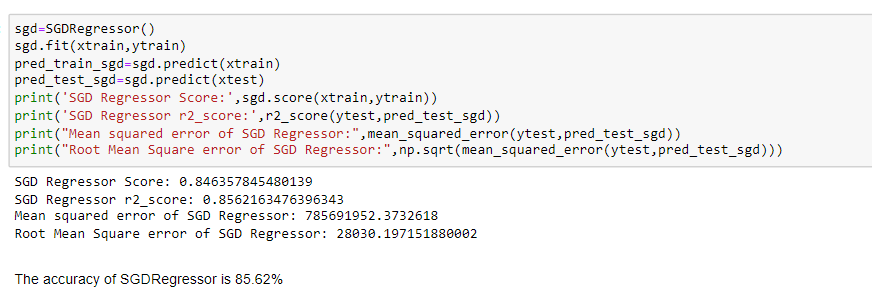 sgd=SGDRegressor()
sgd.fit(xtrain,ytrain)
pred_train_sgd=sgd.predict(xtrain)
pred_test_sgd=sgd.predict(xtest)
print('SGD Regressor Score:',sgd.score(xtrain,ytrain))
print('SGD Regressor r2_score:',r2_score(ytest,pred_test_sgd))
print("Mean squared error of SGD Regressor:",mean_squared_error(ytest,pred_test_sgd))
print("Root Mean Square error of SGD Regressor:",np.sqrt(mean_squared_error(ytest,pred_test_sgd)))
SGD Regressor Score: 0.846357845480139
SGD Regressor r2_score: 0.8562163476396343
Mean squared error of SGD Regressor: 785691952.3732618
Root Mean Square error of SGD Regressor: 28030.197151880002
The accuracy of SGDRegressor is 85.62%